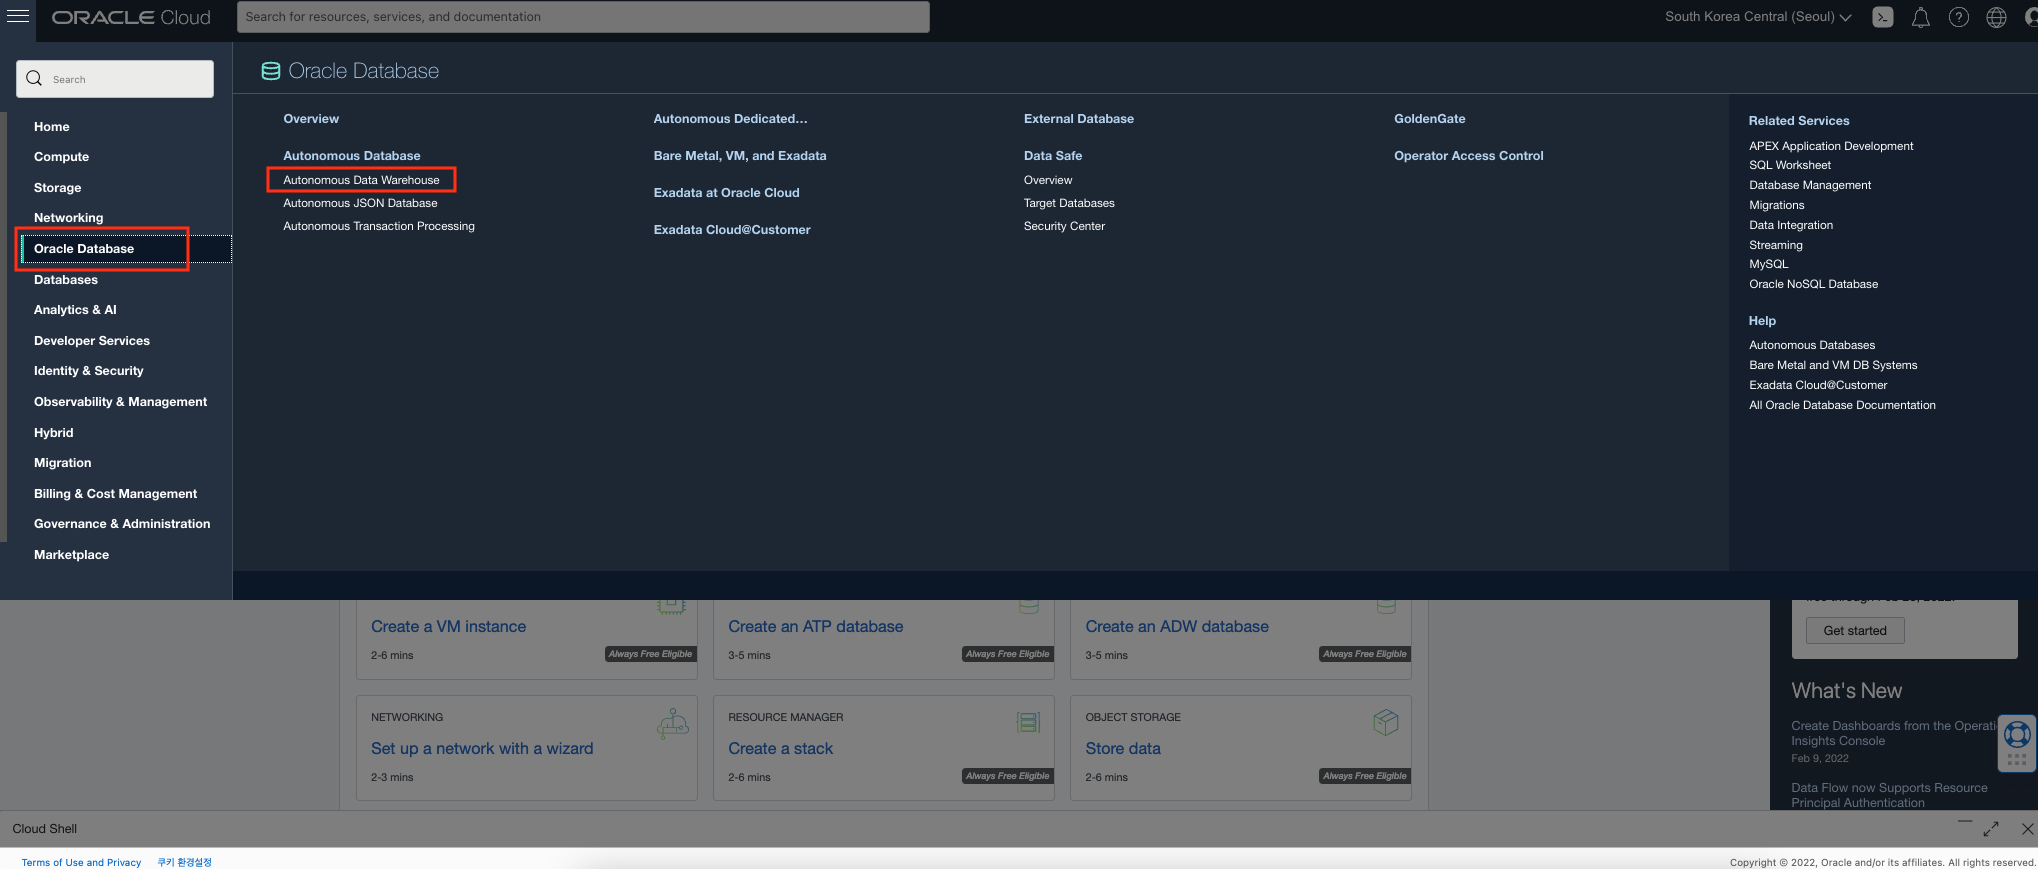 ORACLE Cloud
Search for resources, services, and documentation
South Korea Central (Seoul)
Search
Home
Compute
Storage
Networking
Oracle Database
Databases
Analytics & AI
Developer Services
Identity & Security
Observability & Management
Hybrid
Migration
Billing & Cost Management
Governance & Administration
Marketplace
Oracle Database
Overview
Autonomous Database
Autonomous Data Warehouse
Autonomous JSON Database
Autonomous Transaction Processing
Autonomous Dedicated...
Bare Metal, VM, and Exadata
Exadata at Oracle Cloud
Exadata Cloud@Customer
External Database
Data Safe
Overview
Target Databases
Security Center
GoldenGate
Operator Access Control
Related Services
APEX Application Development
SQL Worksheet
Database Management
Migrations
Data Integration
Streaming
MySQL
Oracle NoSQL Database
Help
Autonomous Databases
Bare Metal and VM DB Systems
Exadata Cloud@Customer
All Oracle Database Documentation
Create a VM instance
2-6 mins
Always Free Eligible
Create an ATP database
3-5 mins
Always Free Eligible
Create an ADW database
3-5 mins
Always Free Eligible
NETWORKING
Set up a network with a wizard
2-3 mins
RESOURCE MANAGER
Create a stack
2-6 mins
Always Free Eligible
OBJECT STORAGE
Store data
2-6 mins
Always Free Eligible
Get started
What's New
Create Dashboards from the Operati
Insights Console
Feb 9, 2022
Data Flow now Supports Resource
Principal Authentication
Cloud Shell
Terms of Use and Privacy
쿠키 환경설정
Copyright © 2022, Oracle and/or its affiliates. All rights reserved.